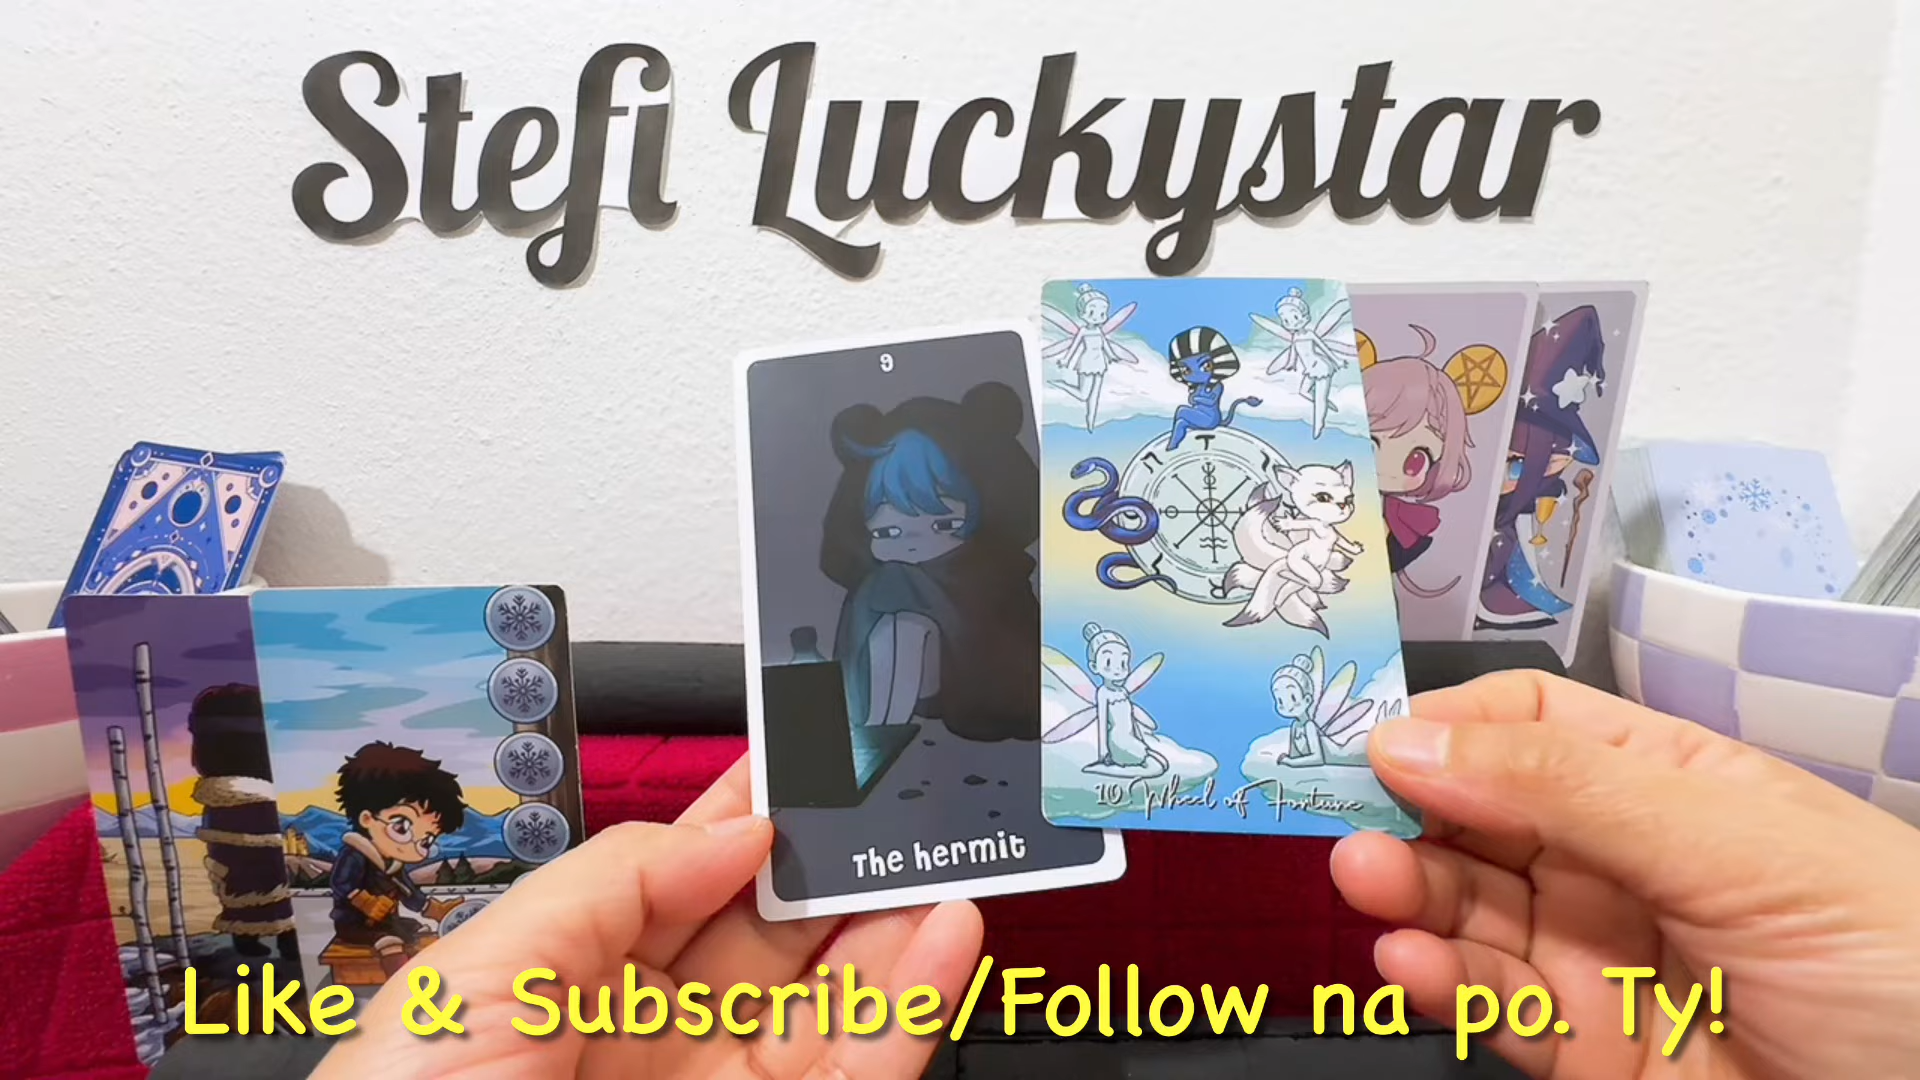 Stefi Luckystar
9
The hermit
10 Wheel of Fortune
Like & Subscribe/Follow na po. Ty!